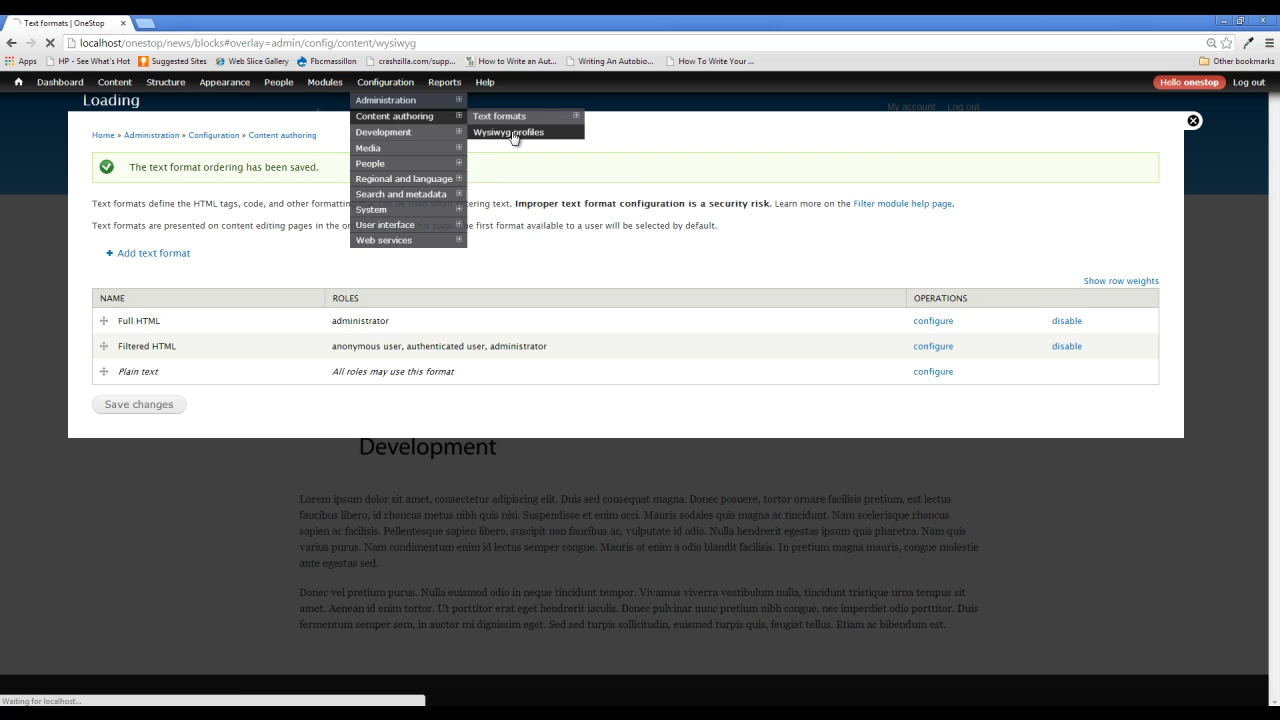 Text formats | OneStop
localhost/onestop/news/blocks#overlay=admin/config/content/wysiwyg
Apps HP - See What's Hot Suggested Sites Web Slice Gallery Fbcmassillon crashzilla.com/supp... How to Write an Aut... Writing An Autobio... How To Write Your ... Other bookmarks
Dashboard Content Structure Appearance People Modules Configuration Reports Help Hello onestop Log out
Loading
My account Log out
Administration
Content authoring
Development
Media
People
Regional and language
Search and metadata
System
User interface
Web services
Text formats
Wysiwyg profiles
Home » Administration » Configuration » Content authoring
The text format ordering has been saved.
Text formats define the HTML tags, code, and other formatting that can be used when entering text. Improper text format configuration is a security risk. Learn more on the Filter module help page.
Text formats are presented on content editing pages in the order this page. The first format available to a user will be selected by default.
+ Add text format
Show row weights
NAME ROLES OPERATIONS
Full HTML administrator configure disable
Filtered HTML anonymous user, authenticated user, administrator configure disable
Plain text All roles may use this format configure
Save changes
Development
Lorem ipsum dolor sit amet, consectetur adipiscing elit. Duis sed consequat magna. Donec posuere, tortor ornare facilisis pretium, est lectus
faucibus libero, id rhoncus metus nibh quis nisi. Suspendisse et enim orci. Mauris sodales quis magna ac tincidunt. Nam scelerisque rhoncus
sapien ac facilisis. Pellentesque sapien libero, suscipit non faucibus ac, vulputate id odio. Nulla hendrerit egestas ipsum quis pharetra. Nam quis
varius purus. Nam condimentum enim id lectus semper congue. Mauris at enim a odio blandit facilisis. In pretium magna mauris, congue molestie
ante egestas sed.
Donec vel pretium purus. Nulla euismod odio in neque tincidunt tempor. Vivamus viverra vestibulum nulla, tincidunt tristique urna tempus sit
amet. Aenean id enim tortor. Ut porttitor erat eget hendrerit iaculis. Donec pulvinar nunc pretium nibh congue, nec imperdiet odio porttitor. Duis
fermentum semper sem, in auctor mi dignissim eget. Sed sed turpis sollicitudin, euismod turpis quis, feugiat tellus. Etiam ac bibendum est.
Waiting for localhost...